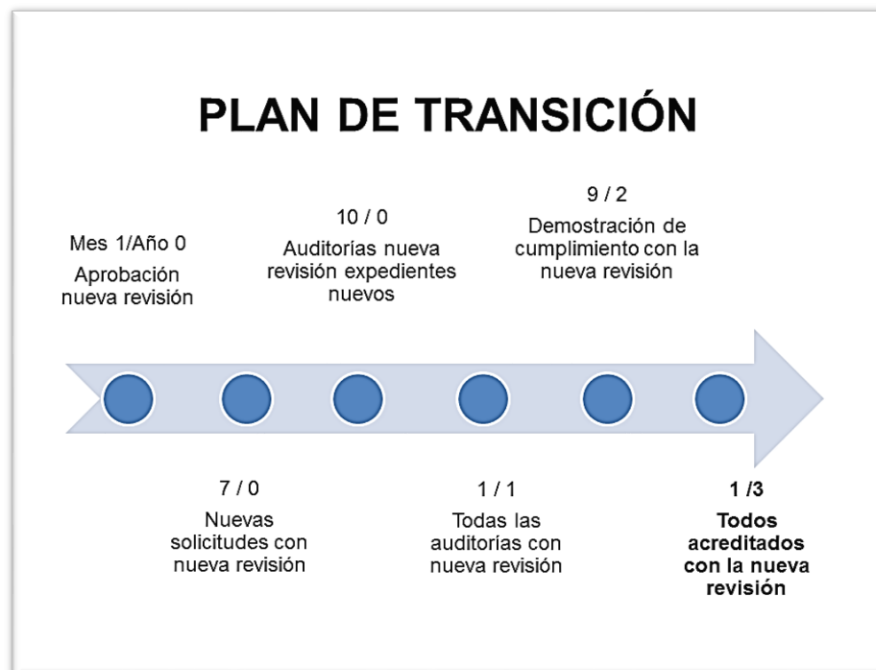 PLAN DE TRANSICIÓN
Mes 1/Año 0
Aprobación
nueva revisión
7 / 0
Nuevas
solicitudes con
nueva revisión
10 / 0
Auditorías nueva
revisión expedientes
nuevos
1 / 1
Todas las
auditorías con
nueva revisión
9 / 2
Demostración de
cumplimiento con la
nueva revisión
1 /3
Todos
acreditados
con la nueva
revisión